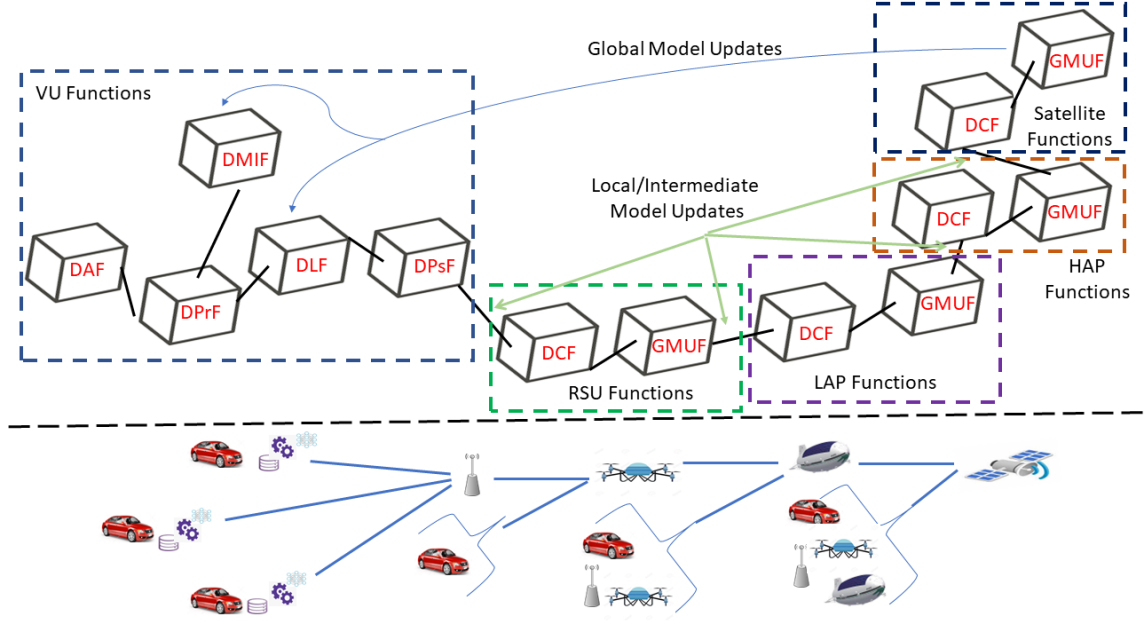 Global Model Updates
GMUF
VU Functions
DCF
Satellite
Functions
DMIF
Local/Intermediate
Model Updates
DCF
GMUF
DAF
DLF
DPsF
HAP
Functions
DPrF
GMUF
DCF
GMUF
DCF
RSU Functions
LAP Functions